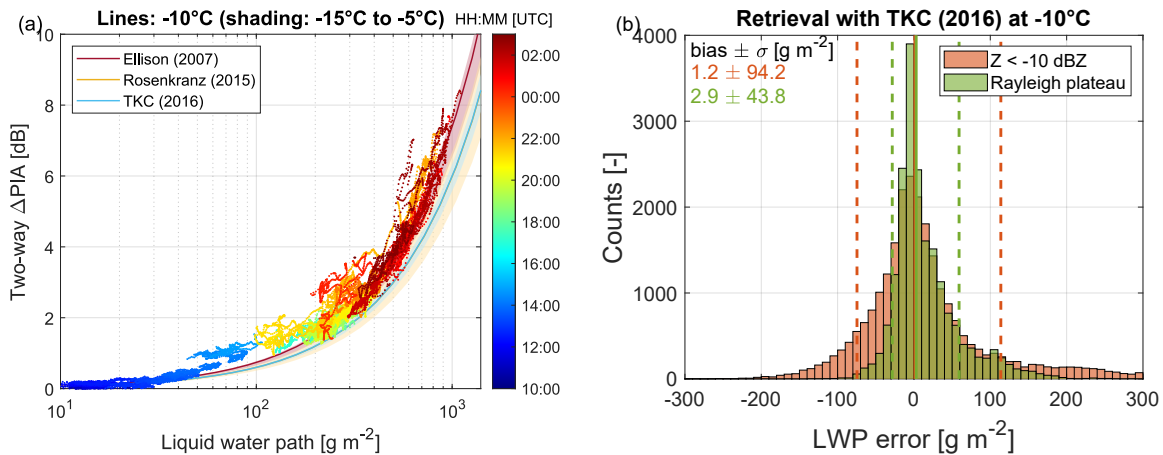 (a)
Lines: -10°C (shading: -15°C to -5°C)
HH:MM [UTC]
Ellison (2007)
Rosenkranz (2015)
TKC (2016)
10
8
6
4
2
0
Two-way ΔPIA [dB]
10¹
10²
10³
Liquid water path [g m⁻²]
02:00
00:00
22:00
20:00
18:00
16:00
14:00
12:00
10:00
(b)
Retrieval with TKC (2016) at -10°C
bias ± σ [g m⁻²]
1.2 ± 94.2
2.9 ± 43.8
Z < -10 dBZ
Rayleigh plateau
4000
3000
2000
1000
0
Counts [-]
-300
-200
-100
0
100
200
300
LWP error [g m⁻²]